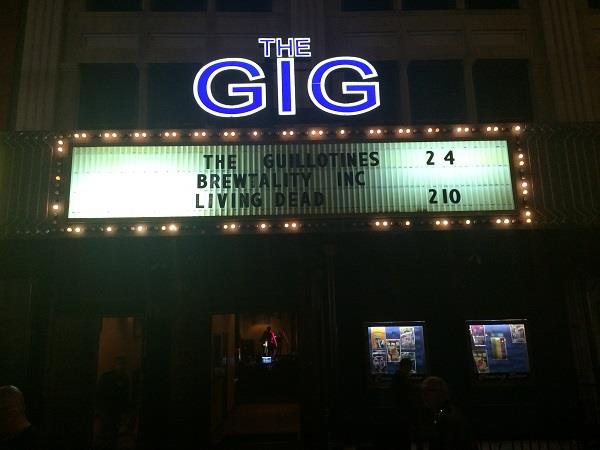 THE
GIG
THE GUILLOTINES 24
BREWTALITY INC
LIVING DEAD 210